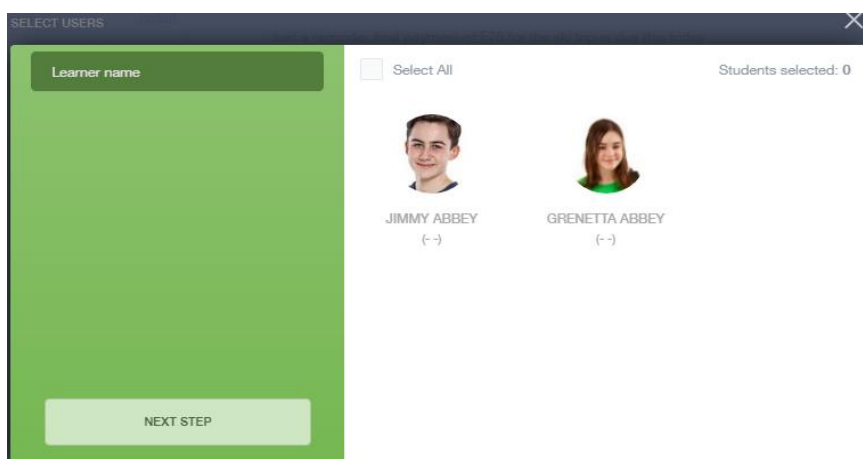 SELECT USERS
Learner name
Select All
Students selected: 0
JIMMY ABBEY
(- -)
GRENETTA ABBEY
(- -)
NEXT STEP